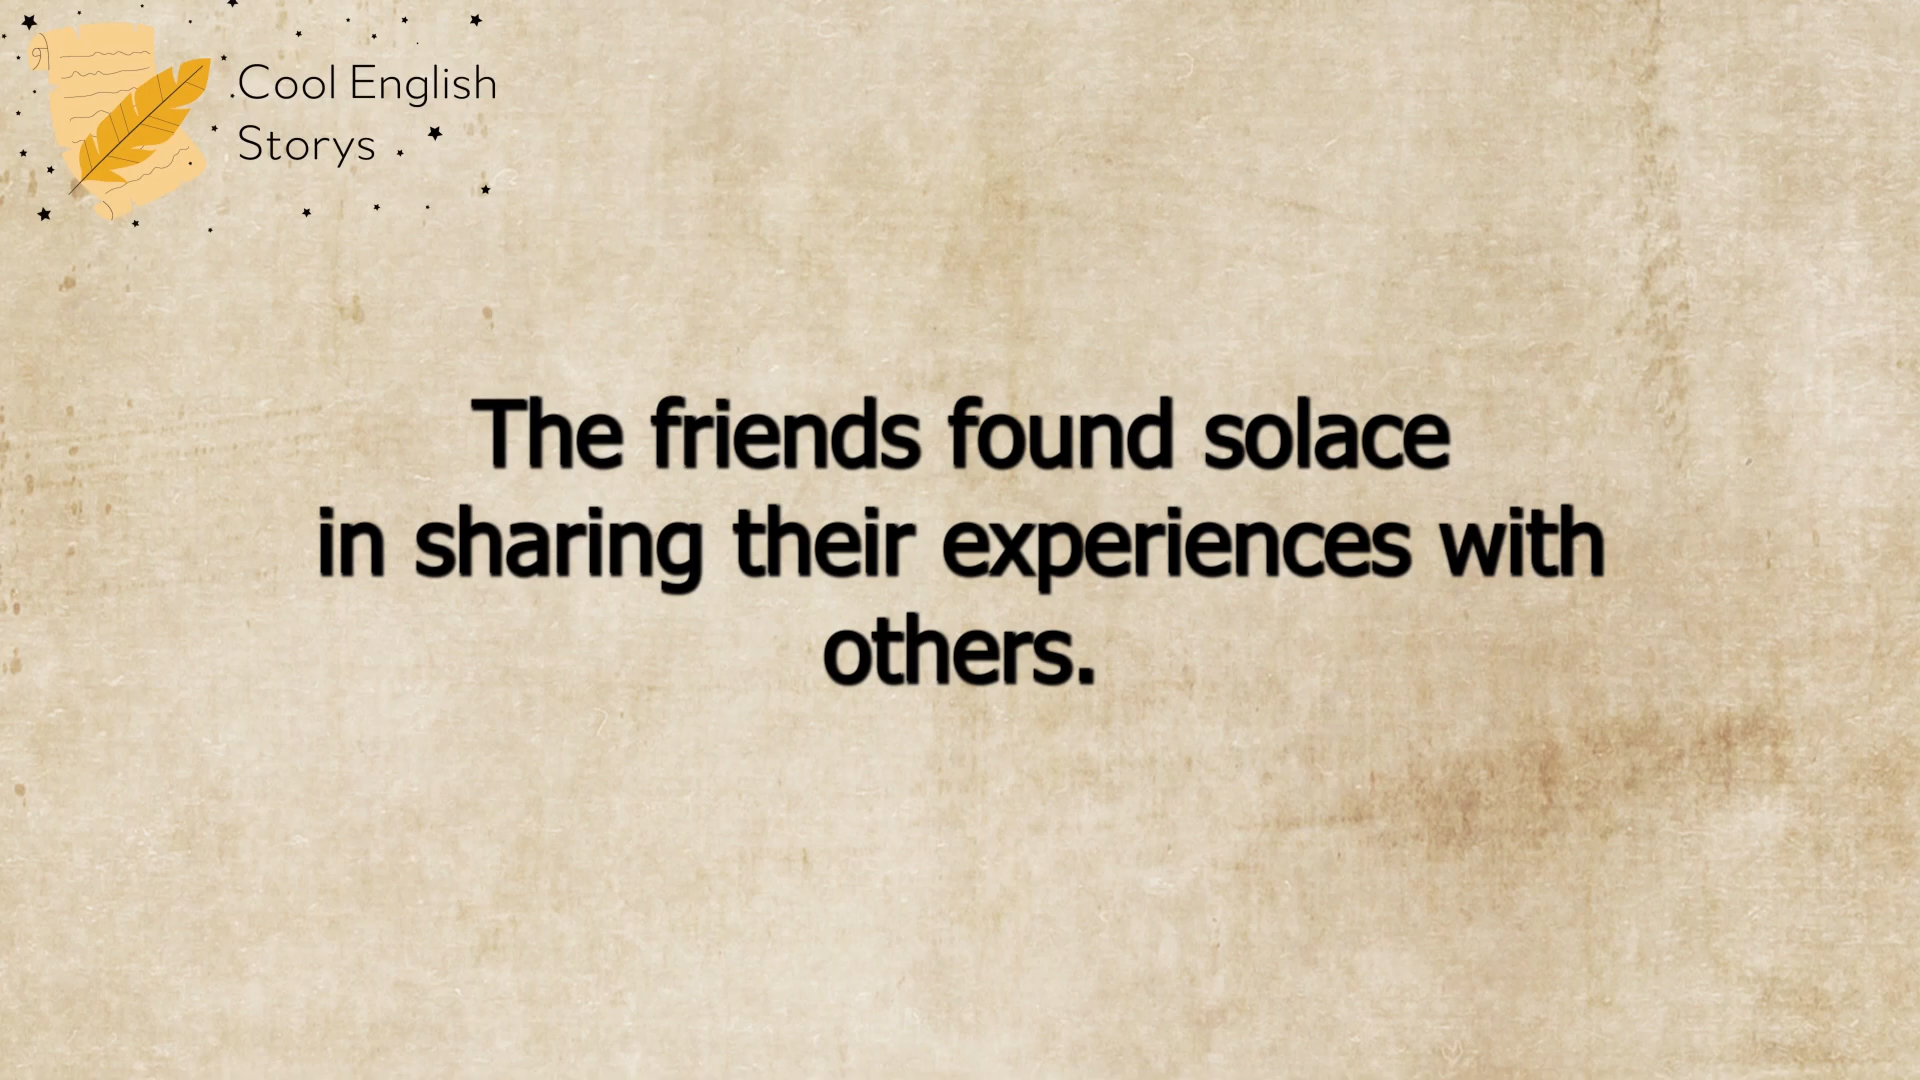 .Cool English
Storys
The friends found solace
in sharing their experiences with
others.